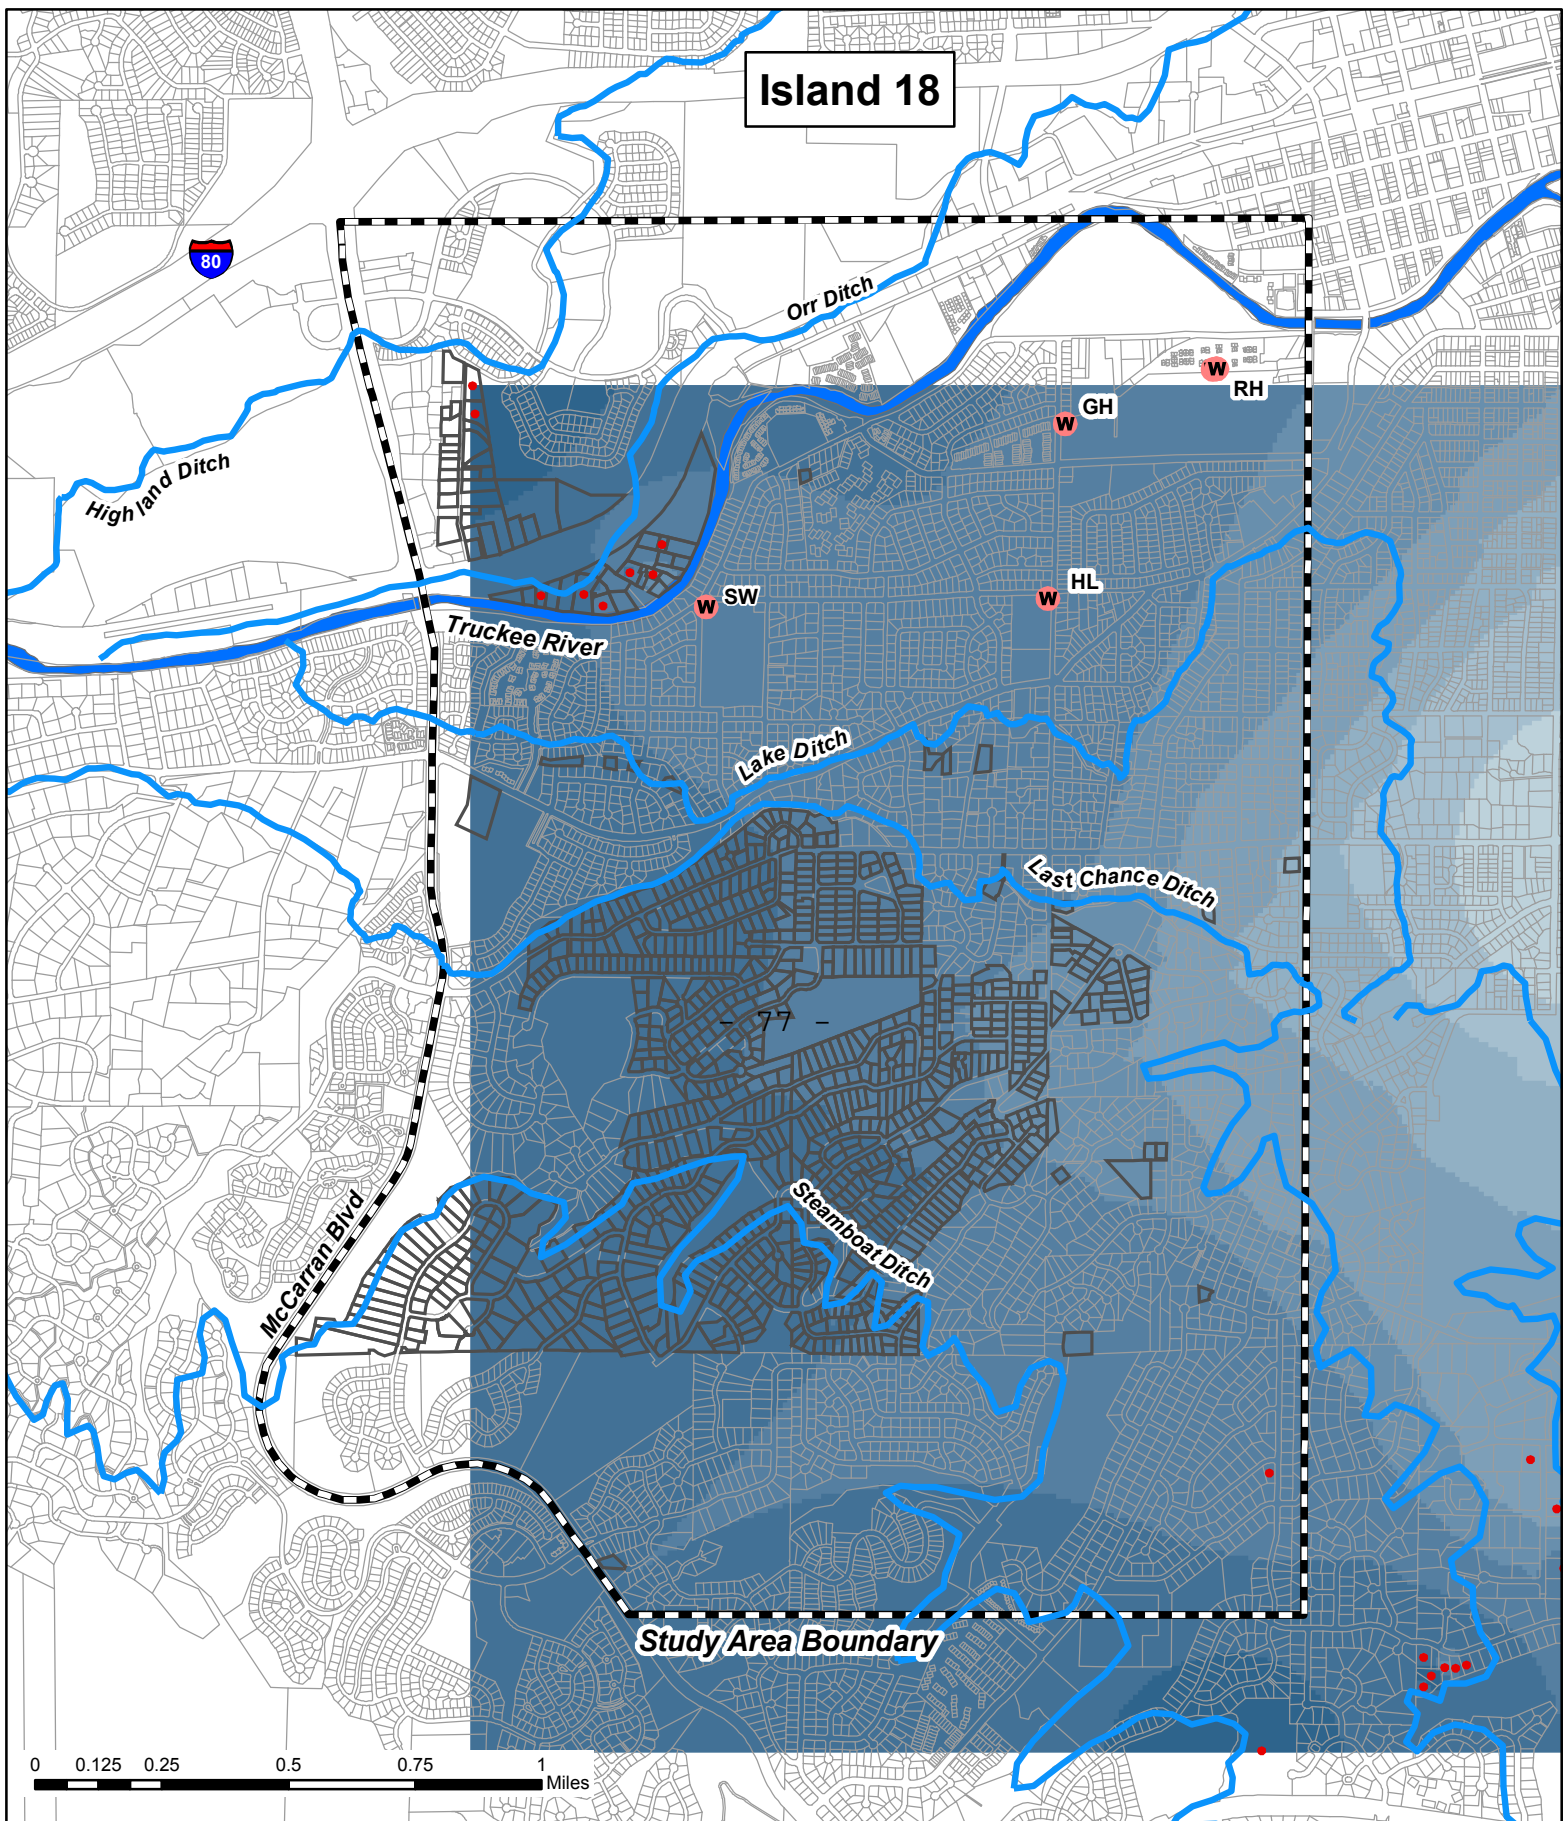 Island 18
80
Orr Ditch
W
RH
GH
W
Highland Ditch
HL
W
SW
W
Truckee River
Lake Ditch
Last Chance Ditch
- 77 -
Steamboat Ditch
McCarran Blvd
Study Area Boundary
0 0.125 0.25 0.5 0.75 1
Miles